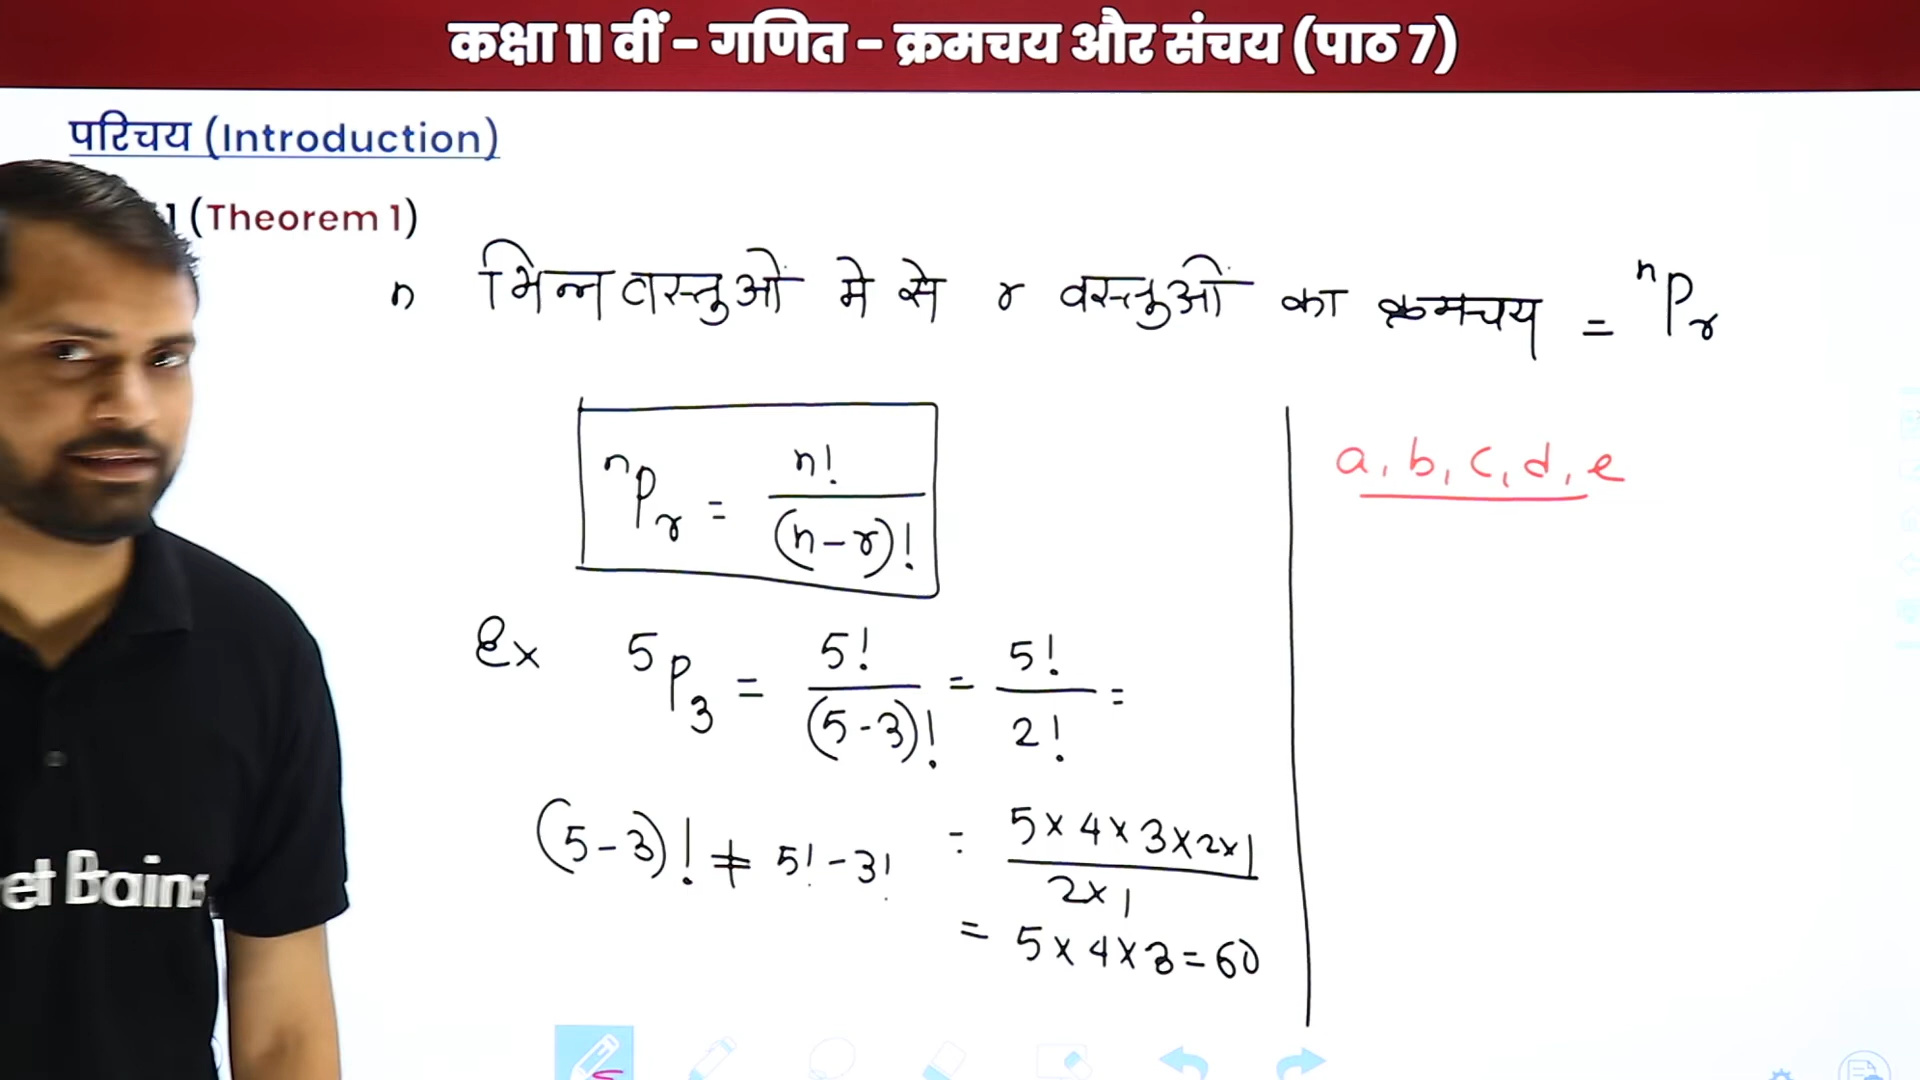 कक्षा 11 वीं - गणित - क्रमचय और संचय (पाठ 7)
परिचय (Introduction)
1 (Theorem 1)
n भिन्न वस्तुओं मे से r वस्तुओं का क्रमचय = ⁿPᵣ
ⁿPᵣ = n! / (n-r)!
a, b, c, d, e
Ex ⁵P₃ = 5! / (5-3)! = 5! / 2! =
(5-3)! ≠ 5! - 3! = 5×4×3×2×1 / 2×1
= 5×4×3 = 60
et Brains